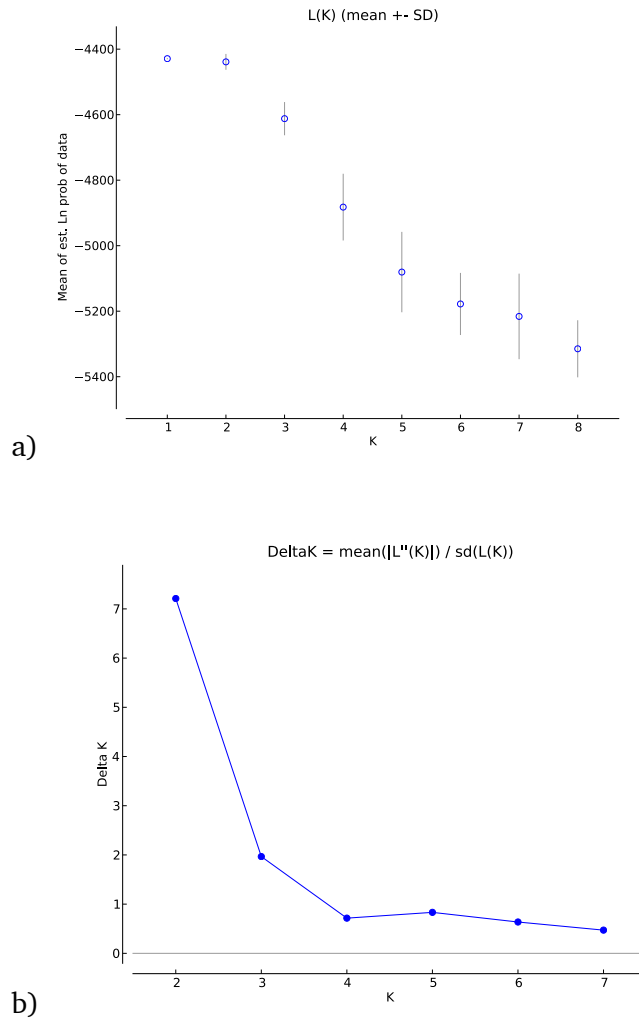 L(K) (mean +- SD)
Mean of est. Ln prob of data
−4400
−4600
−4800
−5000
−5200
−5400
1 2 3 4 5 6 7 8
K
a)
DeltaK = mean(|L"(K)|) / sd(L(K))
Delta K
7
6
5
4
3
2
1
0
2 3 4 5 6 7
K
b)